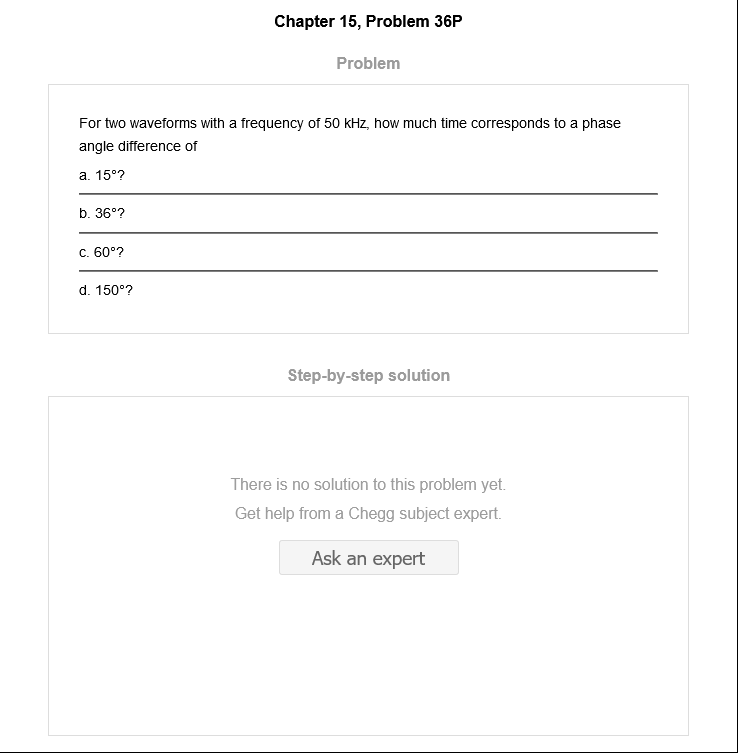 Chapter 15, Problem 36P
Problem
For two waveforms with a frequency of 50 kHz, how much time corresponds to a phase
angle difference of
a. 15°?
b. 36°?
c. 60°?
d. 150°?
Step-by-step solution
There is no solution to this problem yet.
Get help from a Chegg subject expert.
Ask an expert